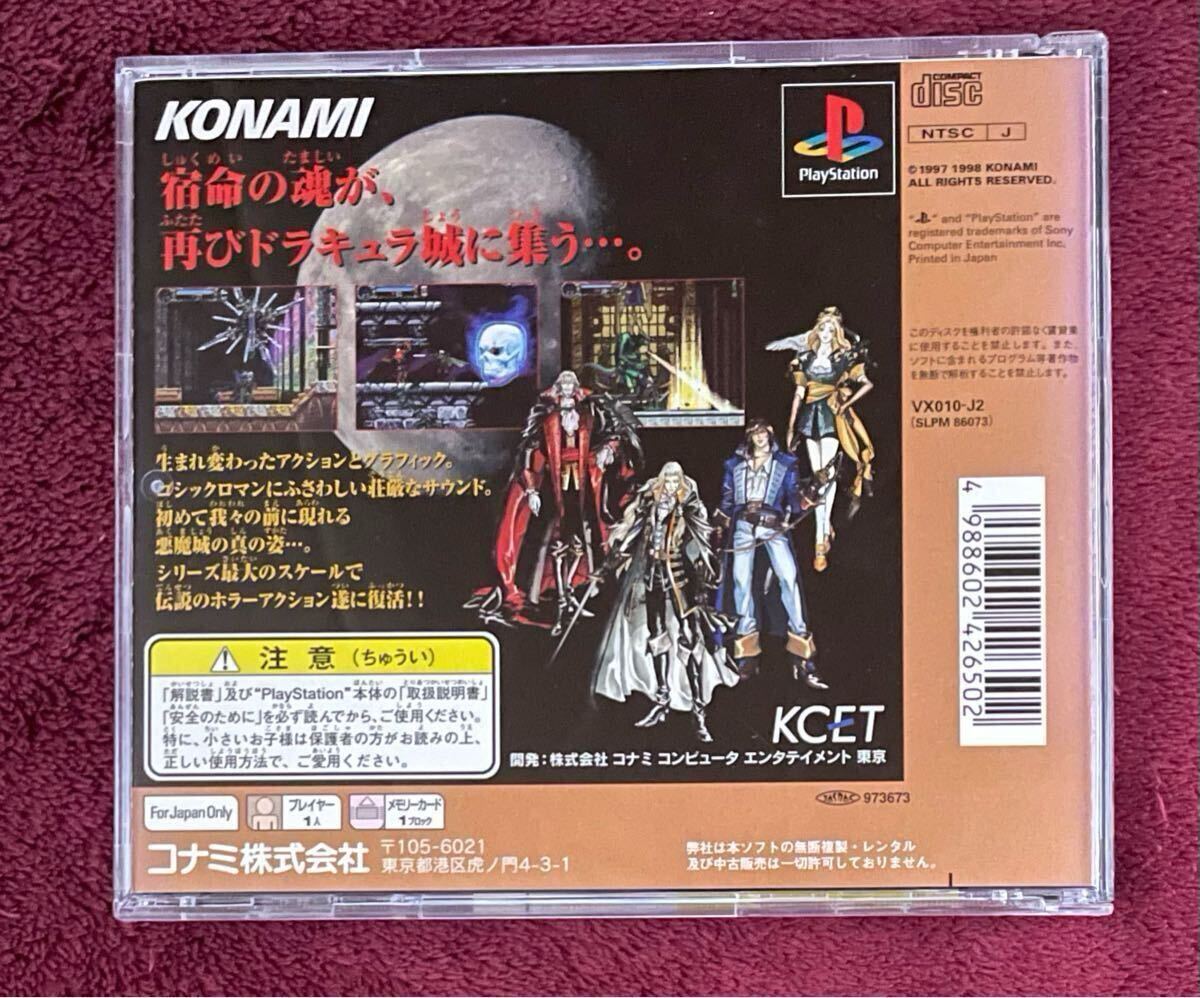 KONAMI
しゅくめい たましい
宿命の魂が、
ふたた じょう つど
再びドラキュラ城に集う…。
PlayStation
COMPACT
disc
NTSC J
©1997 1998 KONAMI
ALL RIGHTS RESERVED.
" " and "PlayStation" are
registered trademarks of Sony
Computer Entertainment Inc.
Printed in Japan
このディスクを権利者の許諾なく賃貸業
に使用することを禁止します。また、
ソフトに含まれるプログラム等著作物
を無断で解析することを禁止します。
VX010-J2
(SLPM 86073)
生まれ変わったアクションとグラフィック。
ゴシックロマンにふさわしい荘厳なサウンド。
初めて我々の前に現れる
悪魔城の真の姿…。
シリーズ最大のスケールで
伝説のホラーアクション遂に復活!!
4 988602 426502
注意(ちゅうい)
「解説書」及び"PlayStation"本体の「取扱説明書」
「安全のために」を必ず読んでから、ご使用ください。
特に、小さいお子様は保護者の方がお読みの上、
正しい使用方法で、ご愛用ください。
KCET
開発:株式会社 コナミ コンピュータ エンタテイメント 東京
973673
For Japan Only
プレイヤー
1人
メモリーカード
1ブロック
コナミ株式会社
〒105-6021
東京都港区虎ノ門4-3-1
弊社は本ソフトの無断複製・レンタル
及び中古販売は一切許可しておりません。